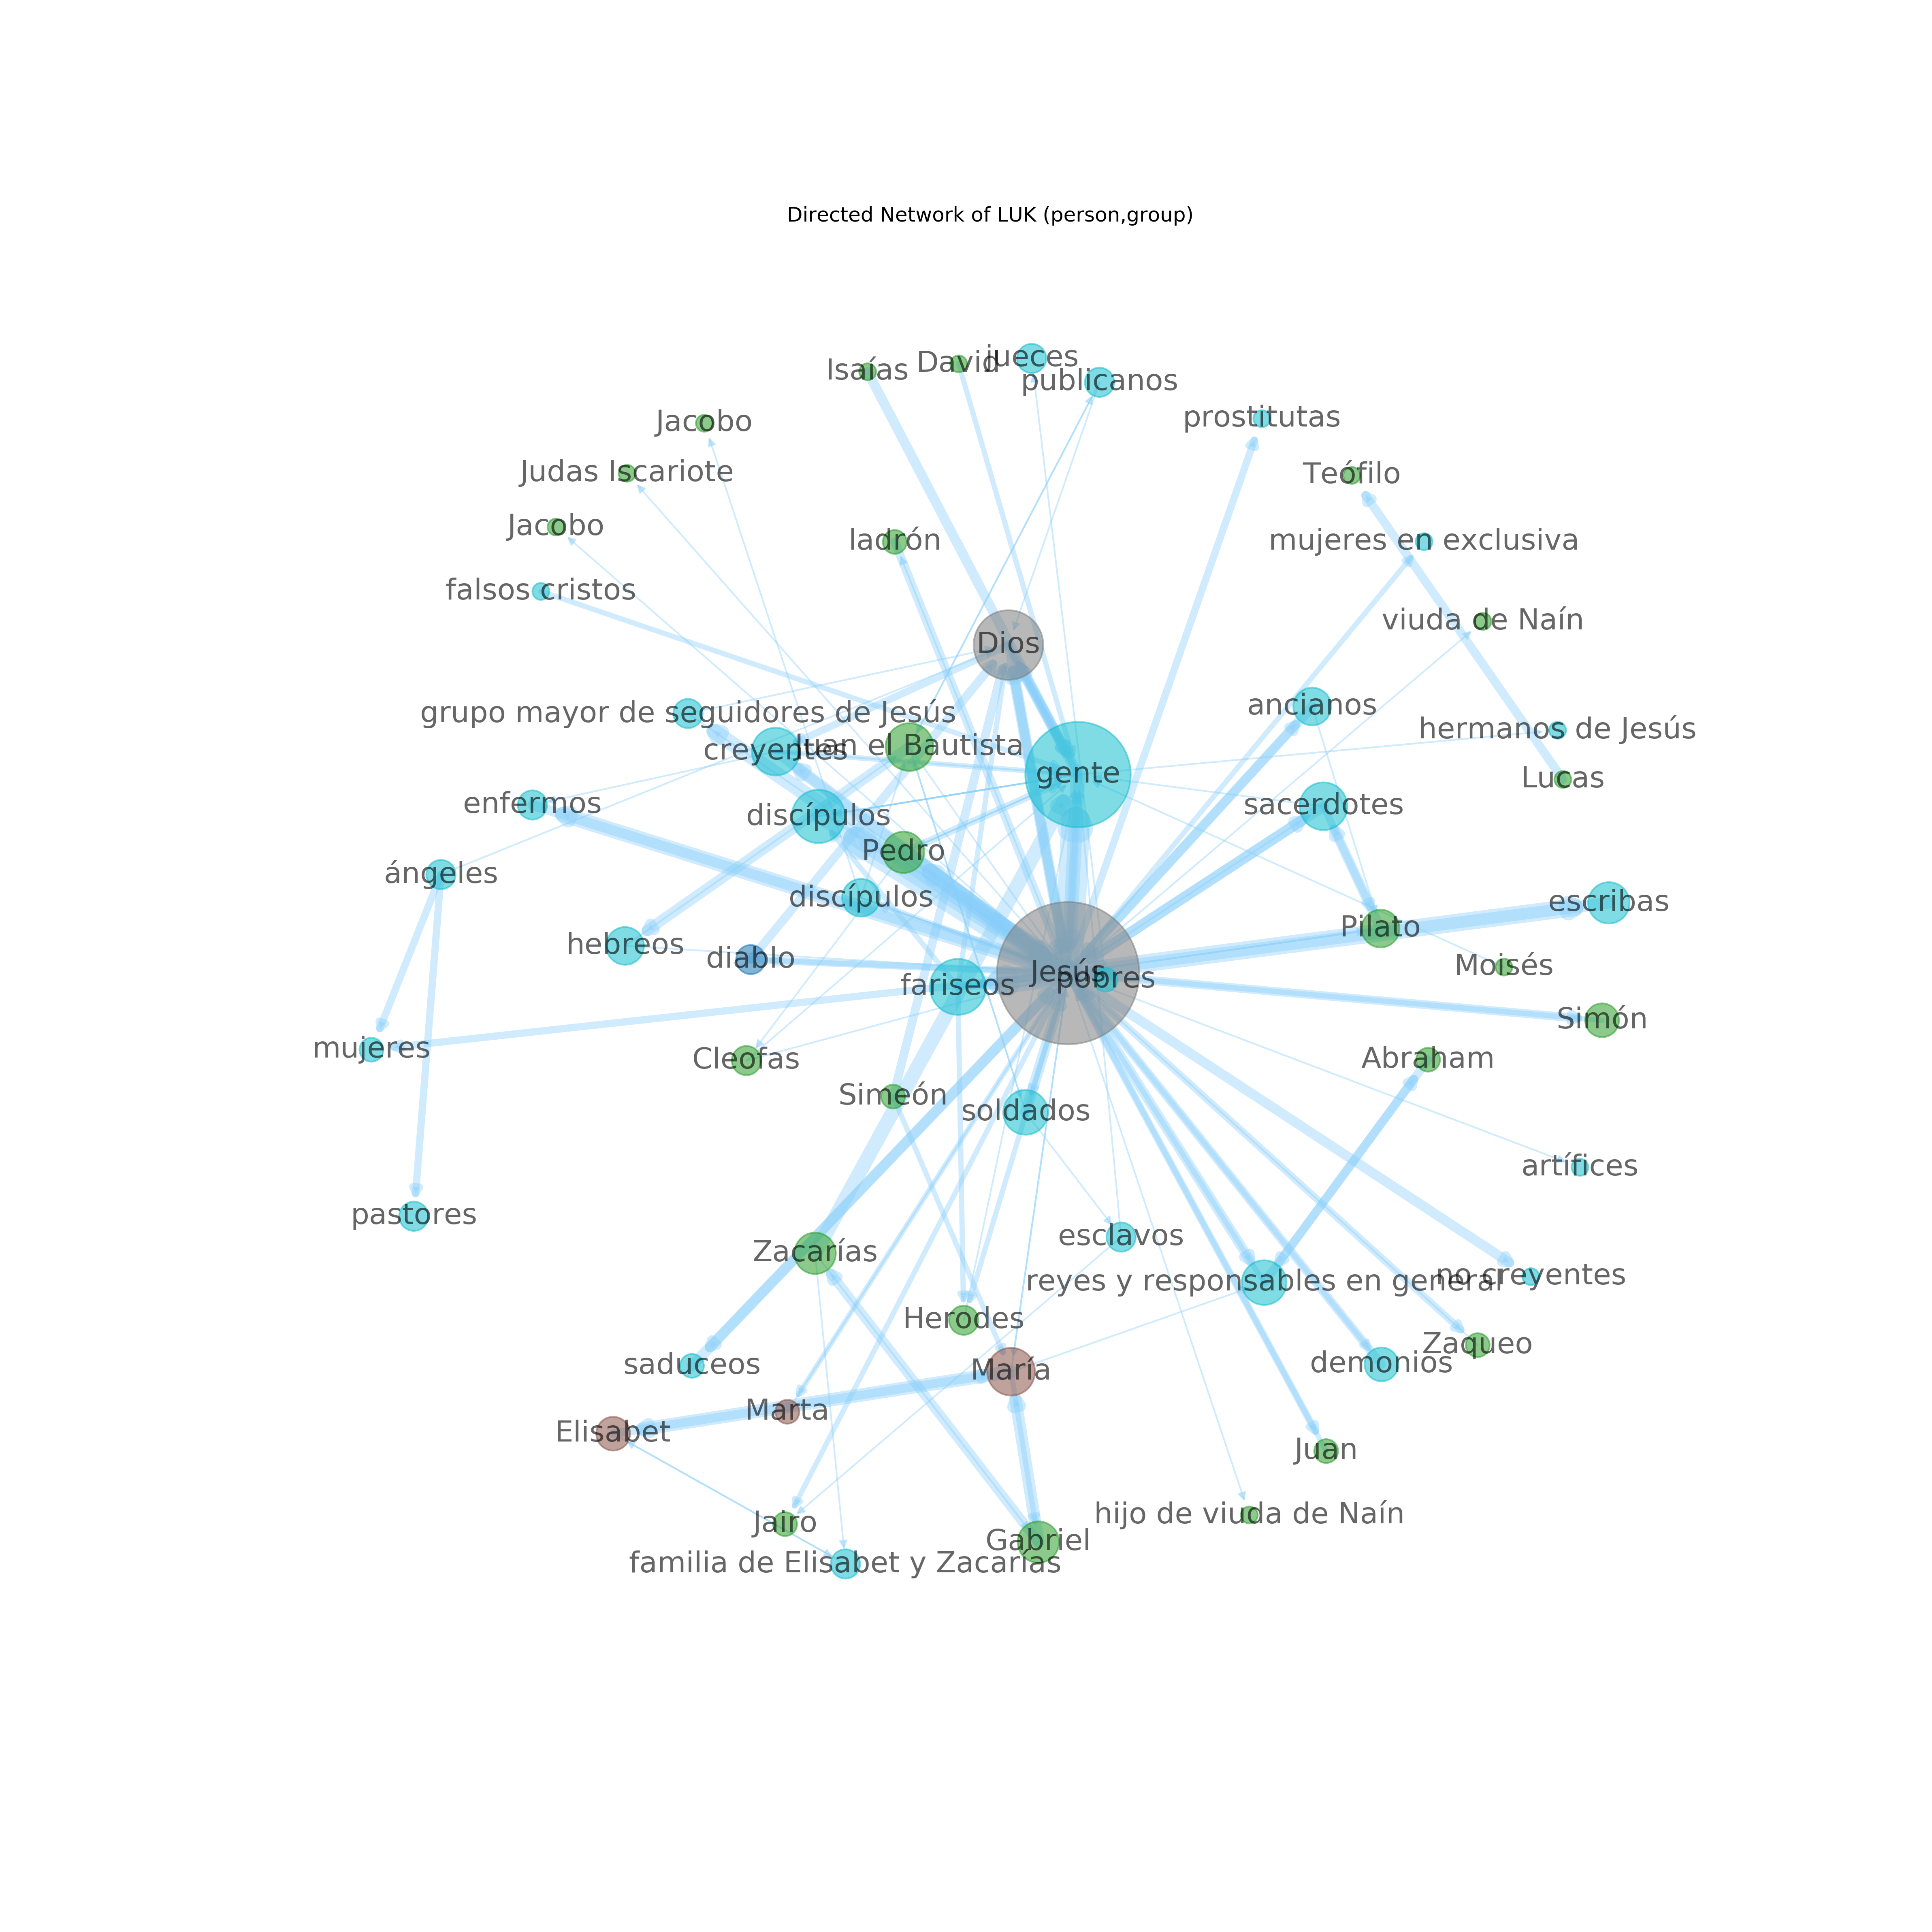 Directed Network of LUK (person,group)
jueces
David
Isaías
publicanos
prostitutas
Jacobo
Judas Iscariote
Teófilo
Jacobo
ladrón
mujeres en exclusiva
falsos cristos
viuda de Naín
Dios
ancianos
grupo mayor de seguidores de Jesús
hermanos de Jesús
Juan el Bautista
creyentes
gente
Lucas
enfermos
sacerdotes
discípulos
Pedro
ángeles
discípulos
escribas
Pilato
hebreos
diablo
Moisés
Jesús
pobres
fariseos
Simón
mujeres
Cleofas
Abraham
Simeón
soldados
artífices
pastores
esclavos
Zacarías
no creyentes
reyes y responsables en general
Herodes
Zaqueo
saduceos
demonios
María
Marta
Elisabet
Juan
hijo de viuda de Naín
Jairo
Gabriel
familia de Elisabet y Zacarías